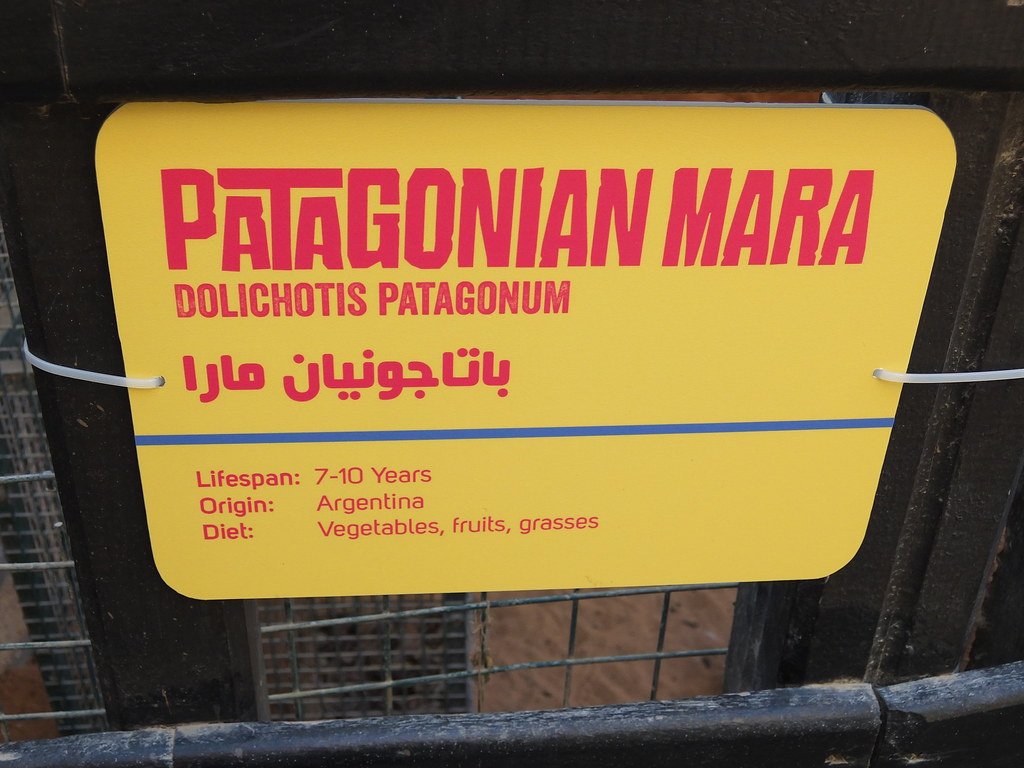 PATAGONIAN MARA
DOLICHOTIS PATAGONUM
باتاجونيان مارا
Lifespan: 7-10 Years
Origin: Argentina
Diet: Vegetables, fruits, grasses